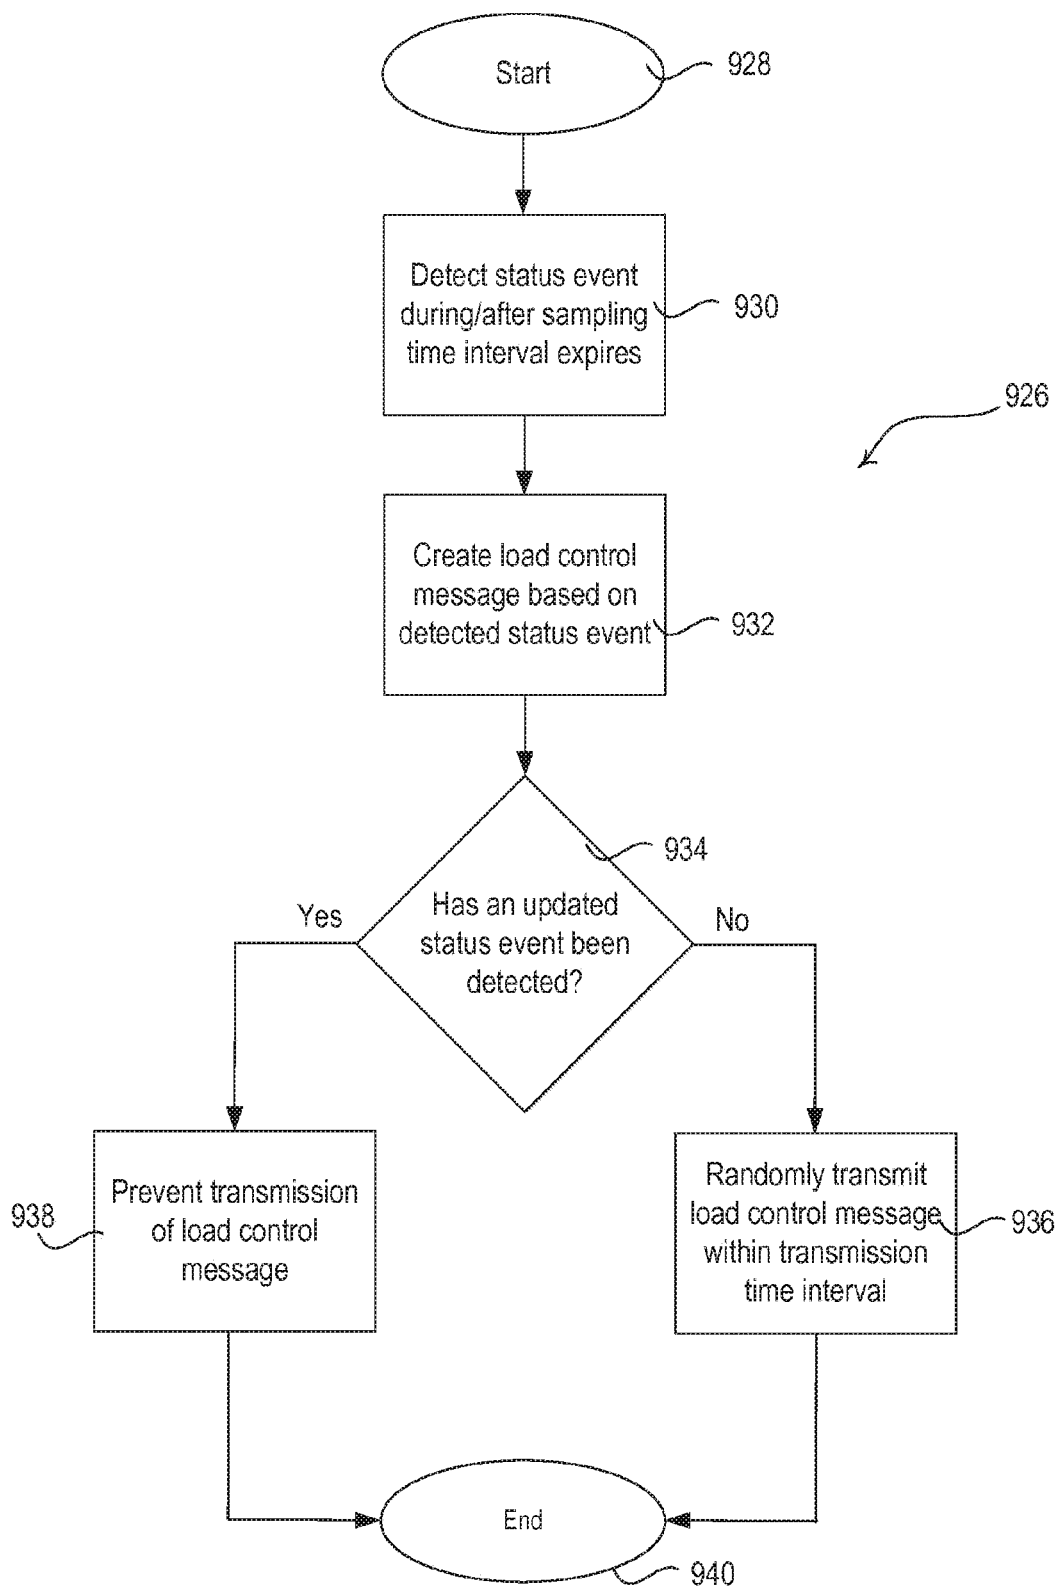 Start
928
Detect status event
during/after sampling
time interval expires
930
926
Create load control
message based on
detected status event
932
934
Has an updated
status event been
detected?
Yes
No
Prevent transmission
of load control
message
938
Randomly transmit
load control message
within transmission
time interval
936
End
940